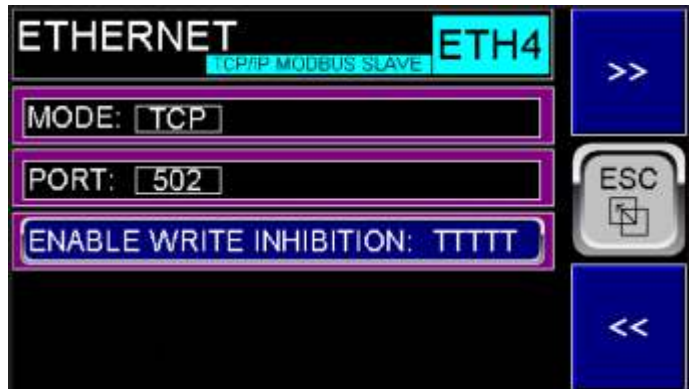 ETHERNET
TCP/IP MODBUS SLAVE
ETH4
>>
MODE: TCP
PORT: 502
ESC
ENABLE WRITE INHIBITION: TTTTT
<<